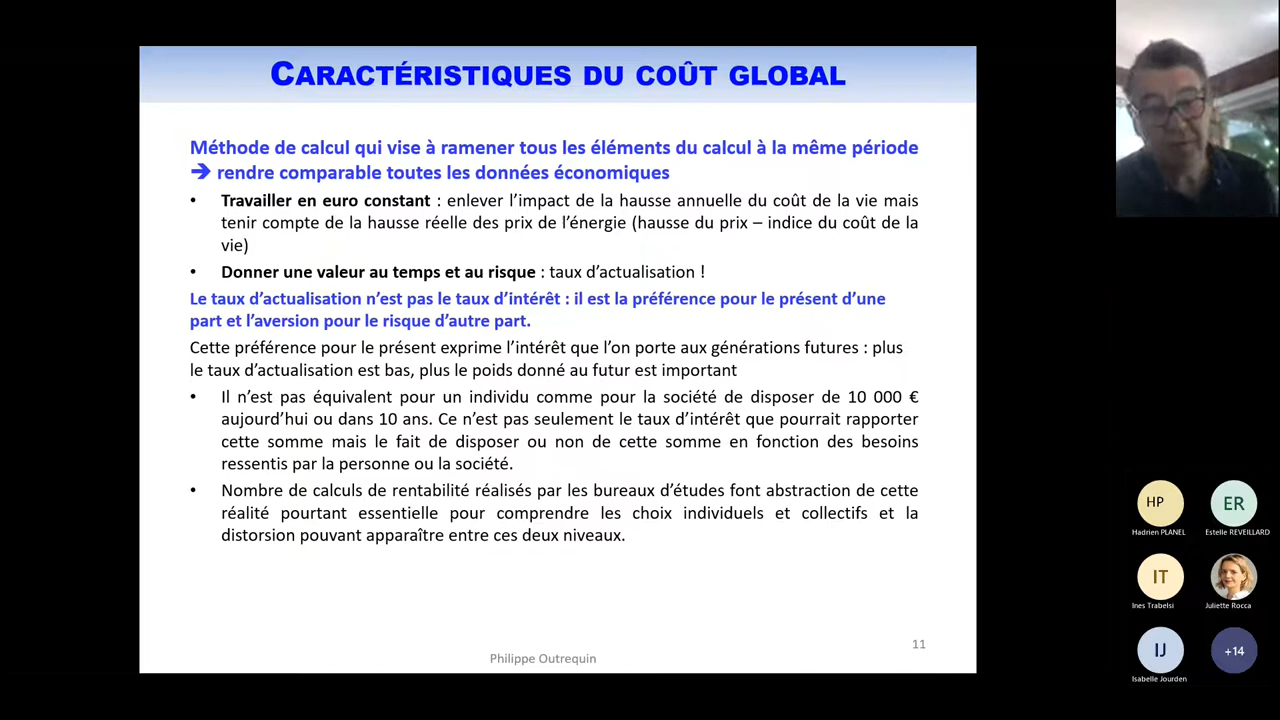 CARACTÉRISTIQUES DU COÛT GLOBAL
Méthode de calcul qui vise à ramener tous les éléments du calcul à la même période
➔ rendre comparable toutes les données économiques
• Travailler en euro constant : enlever l’impact de la hausse annuelle du coût de la vie mais
tenir compte de la hausse réelle des prix de l’énergie (hausse du prix – indice du coût de la
vie)
• Donner une valeur au temps et au risque : taux d’actualisation !
Le taux d’actualisation n’est pas le taux d’intérêt : il est la préférence pour le présent d’une
part et l’aversion pour le risque d’autre part.
Cette préférence pour le présent exprime l’intérêt que l’on porte aux générations futures : plus
le taux d’actualisation est bas, plus le poids donné au futur est important
• Il n’est pas équivalent pour un individu comme pour la société de disposer de 10 000 €
aujourd’hui ou dans 10 ans. Ce n’est pas seulement le taux d’intérêt que pourrait rapporter
cette somme mais le fait de disposer ou non de cette somme en fonction des besoins
ressentis par la personne ou la société.
• Nombre de calculs de rentabilité réalisés par les bureaux d’études font abstraction de cette
réalité pourtant essentielle pour comprendre les choix individuels et collectifs et la
distorsion pouvant apparaître entre ces deux niveaux.
11
Philippe Outrequin
HP
ER
Hadrien PLANEL
Estelle REVEILLARD
IT
Ines Trabelsi
Juliette Rocca
IJ
+14
Isabelle Jourden